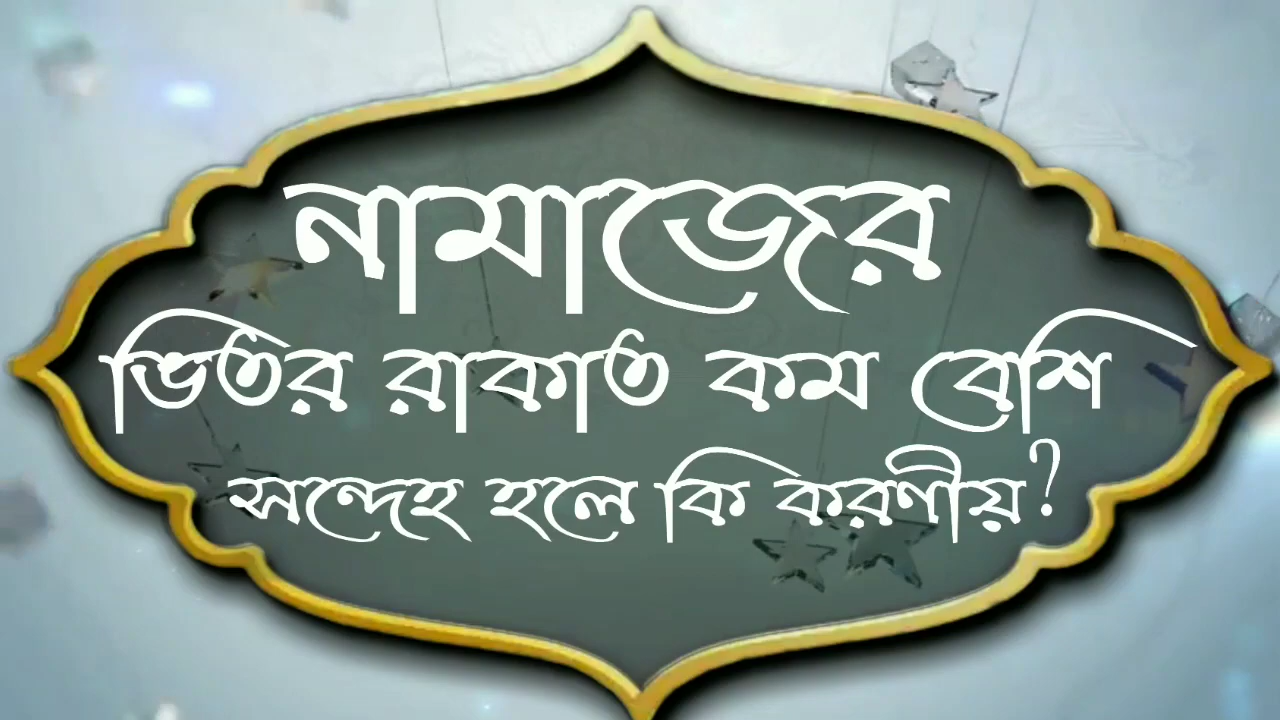 নামাজের
ভিতর রাকাত কম বেশি
সন্দেহ হলে কি করণীয়?